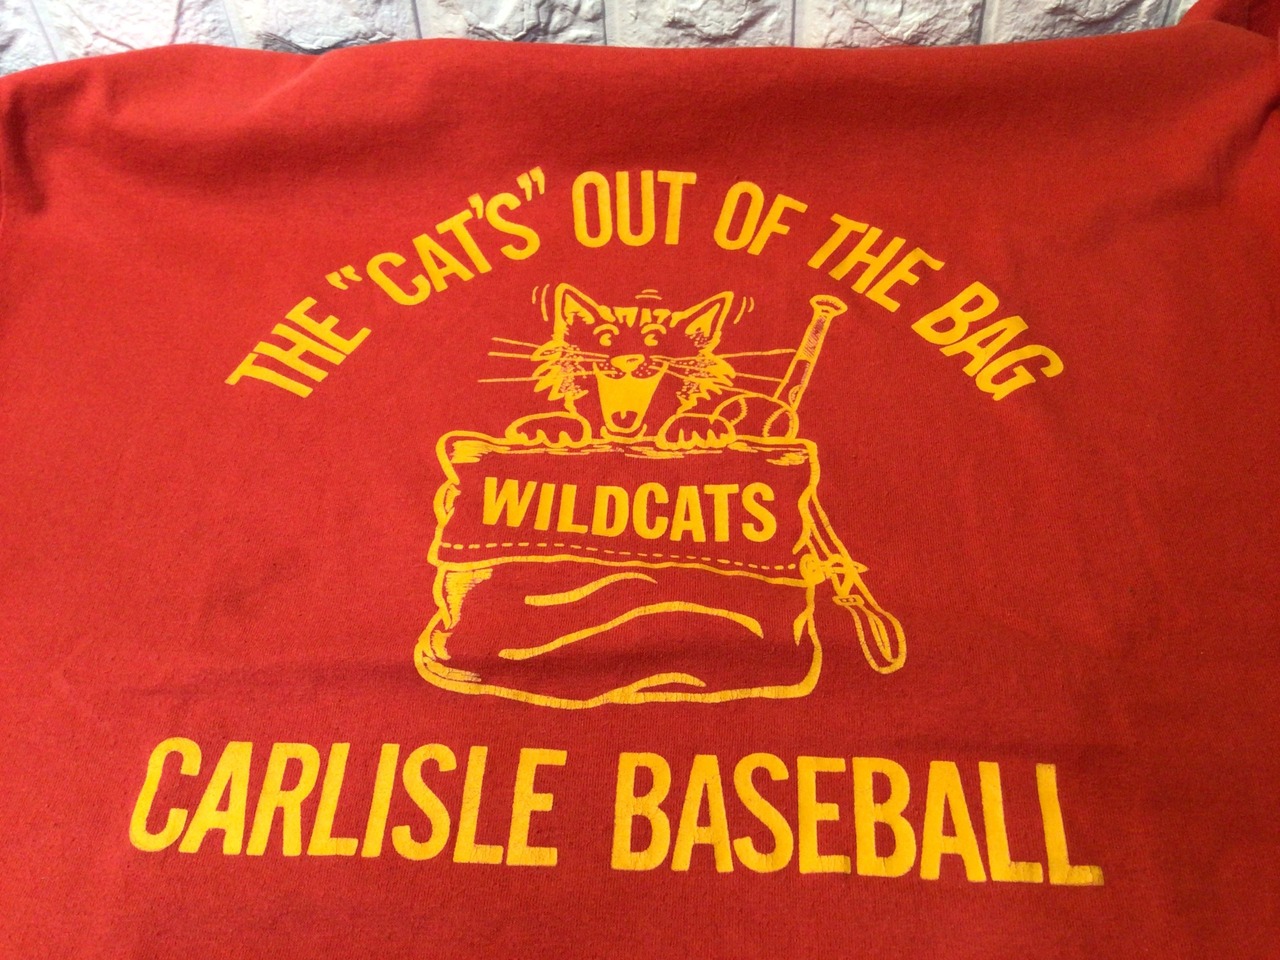 THE "CAT'S" OUT OF THE BAG
WILDCATS
CARLISLE BASEBALL